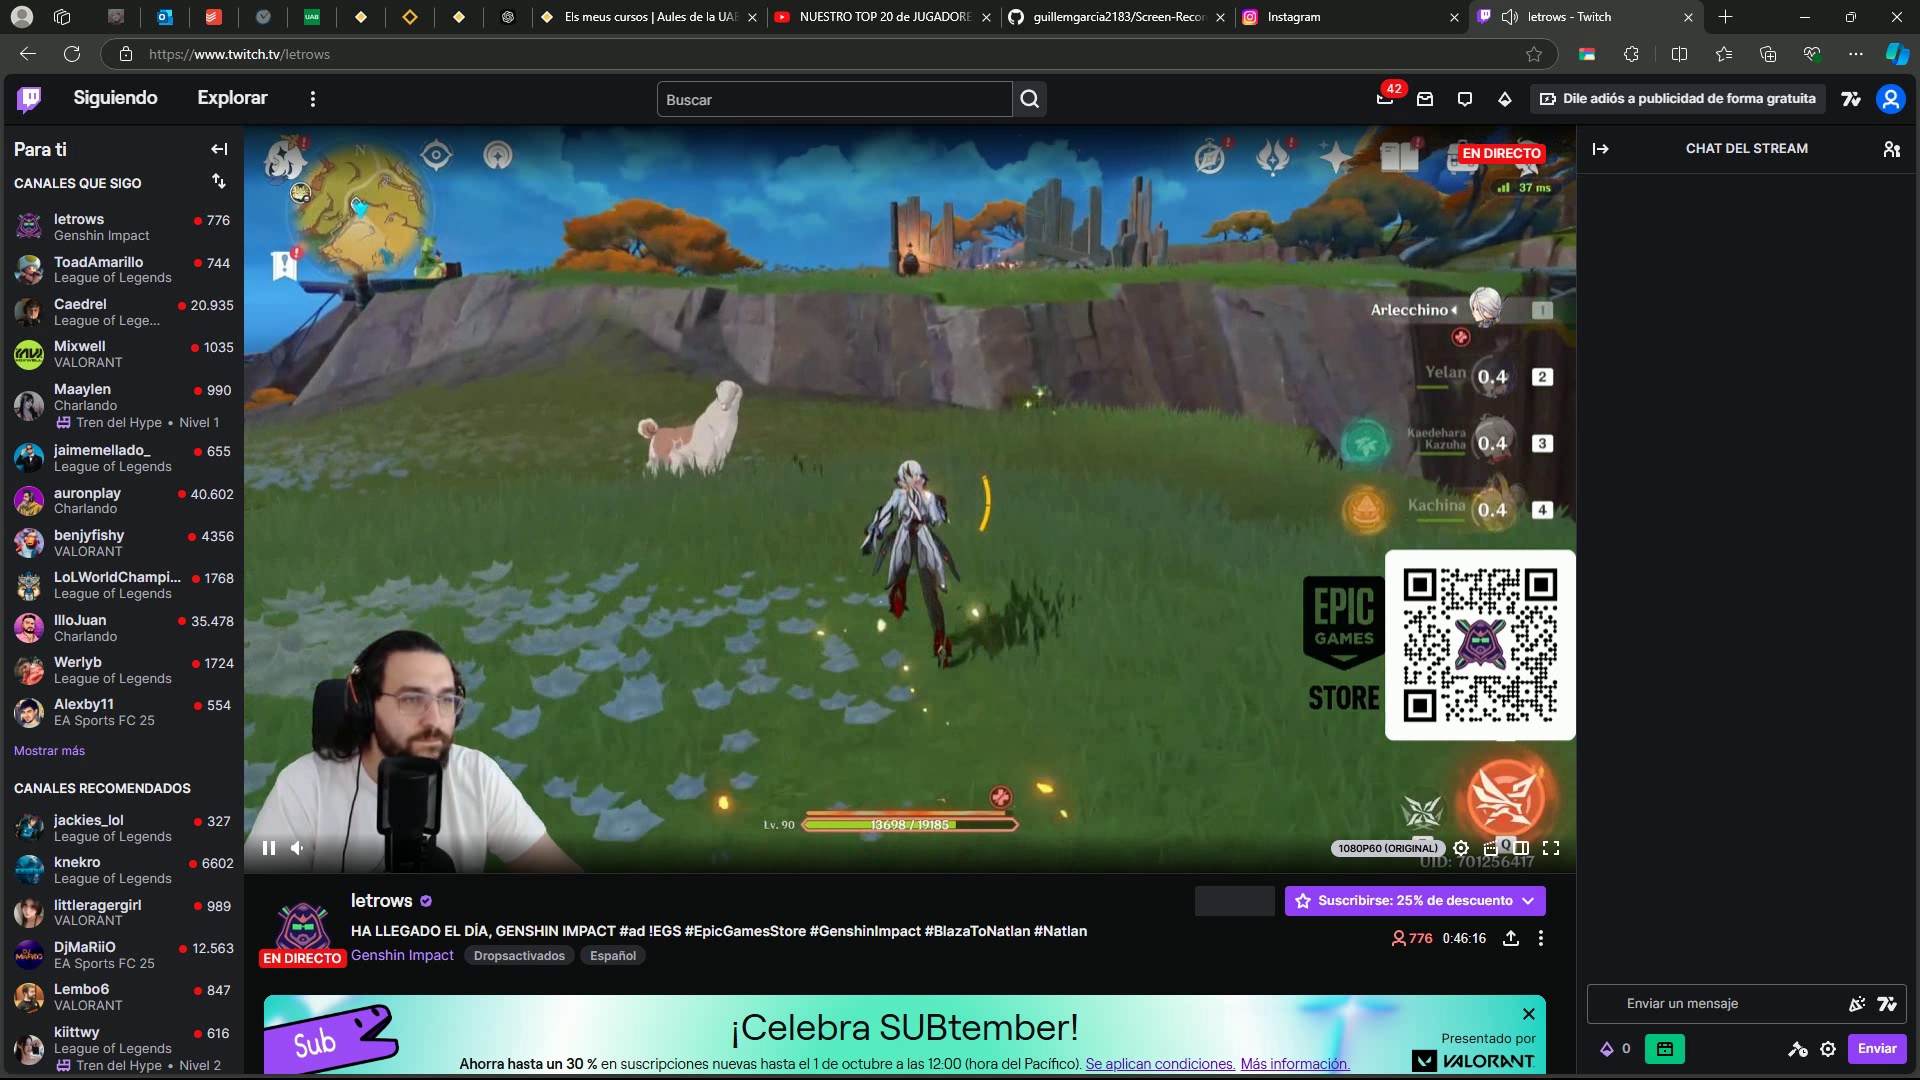 Els meus cursos | Aules de la UAB
NUESTRO TOP 20 de JUGADORE
guillemgarcia2183/Screen-Recor
Instagram
letrows - Twitch
https://www.twitch.tv/letrows
Siguiendo
Explorar
Buscar
42
Dile adiós a publicidad de forma gratuita
Para ti
CANALES QUE SIGO
letrows
776
Genshin Impact
ToadAmarillo
744
League of Legends
Caedrel
20.935
League of Lege...
Mixwell
1035
VALORANT
Maaylen
990
Charlando
Tren del Hype • Nivel 1
jaimemellado_
655
League of Legends
auronplay
40.602
Charlando
benjyfishy
4356
VALORANT
LoLWorldChampi...
1768
League of Legends
IlloJuan
35.478
Charlando
Werlyb
1724
League of Legends
Alexby11
554
EA Sports FC 25
Mostrar más
CANALES RECOMENDADOS
jackies_lol
327
League of Legends
knekro
6602
League of Legends
littleragergirl
989
VALORANT
DjMaRiiO
12.563
EA Sports FC 25
Lembo6
847
VALORANT
kiittwy
616
League of Legends
Tren del Hype • Nivel 2
N
EN DIRECTO
37 ms
Arlecchino
1
Yelan
0.4
2
Kaedehara
Kazuha
0.4
3
Kachina
0.4
4
EPIC
GAMES
STORE
Lv. 90
13698 / 19185
1080P60 (ORIGINAL)
Q
UID: 701256417
letrows
Suscribirse: 25% de descuento
HA LLEGADO EL DÍA, GENSHIN IMPACT #ad !EGS #EpicGamesStore #GenshinImpact #BlazaToNatlan #Natlan
776
0:46:16
EN DIRECTO
Genshin Impact
Dropsactivados
Español
Sub
¡Celebra SUBtember!
Ahorra hasta un 30 % en suscripciones nuevas hasta el 1 de octubre a las 12:00 (hora del Pacífico). Se aplican condiciones. Más información.
Presentado por
VALORANT
CHAT DEL STREAM
Enviar un mensaje
0
Enviar